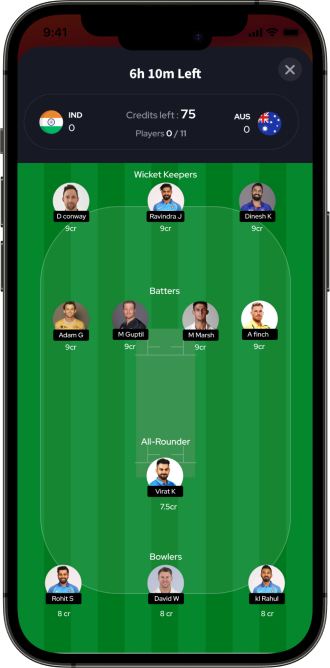 9:41
6h 10m Left
IND
0
Credits left : 75
Players 0 / 11
AUS
0
Wicket Keepers
D conway
Ravindra J
Dinesh K
9cr
9cr
9cr
Batters
Adam G
M Guptil
M Marsh
A finch
9cr
9cr
9cr
9cr
All-Rounder
Virat K
7.5cr
Bowlers
Rohit S
David W
kl Rahul
8 cr
8 cr
8 cr